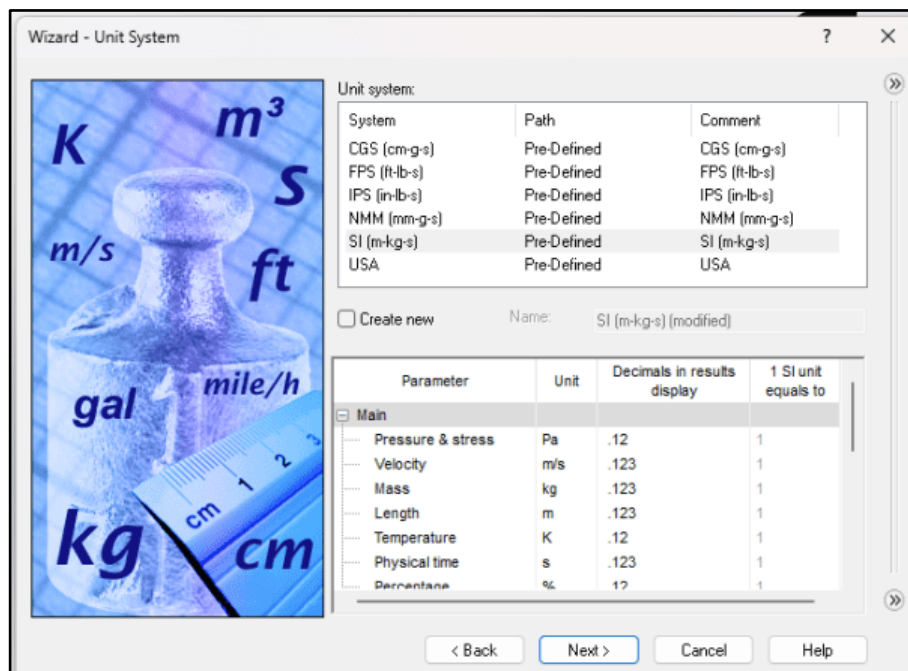 Wizard - Unit System ?
K
m³
s
m/s
ft
gal
mile/h
cm 1 2 3
kg
cm
Unit system:
System Path Comment
CGS (cm-g-s) Pre-Defined CGS (cm-g-s)
FPS (ft-lb-s) Pre-Defined FPS (ft-lb-s)
IPS (in-lb-s) Pre-Defined IPS (in-lb-s)
NMM (mm-g-s) Pre-Defined NMM (mm-g-s)
SI (m-kg-s) Pre-Defined SI (m-kg-s)
USA Pre-Defined USA
Create new Name: SI (m-kg-s) (modified)
Parameter Unit Decimals in results display 1 SI unit equals to
Main
Pressure & stress Pa .12 1
Velocity m/s .123 1
Mass kg .123 1
Length m .123 1
Temperature K .12 1
Physical time s .123 1
Percentage % .12 1
< Back Next > Cancel Help